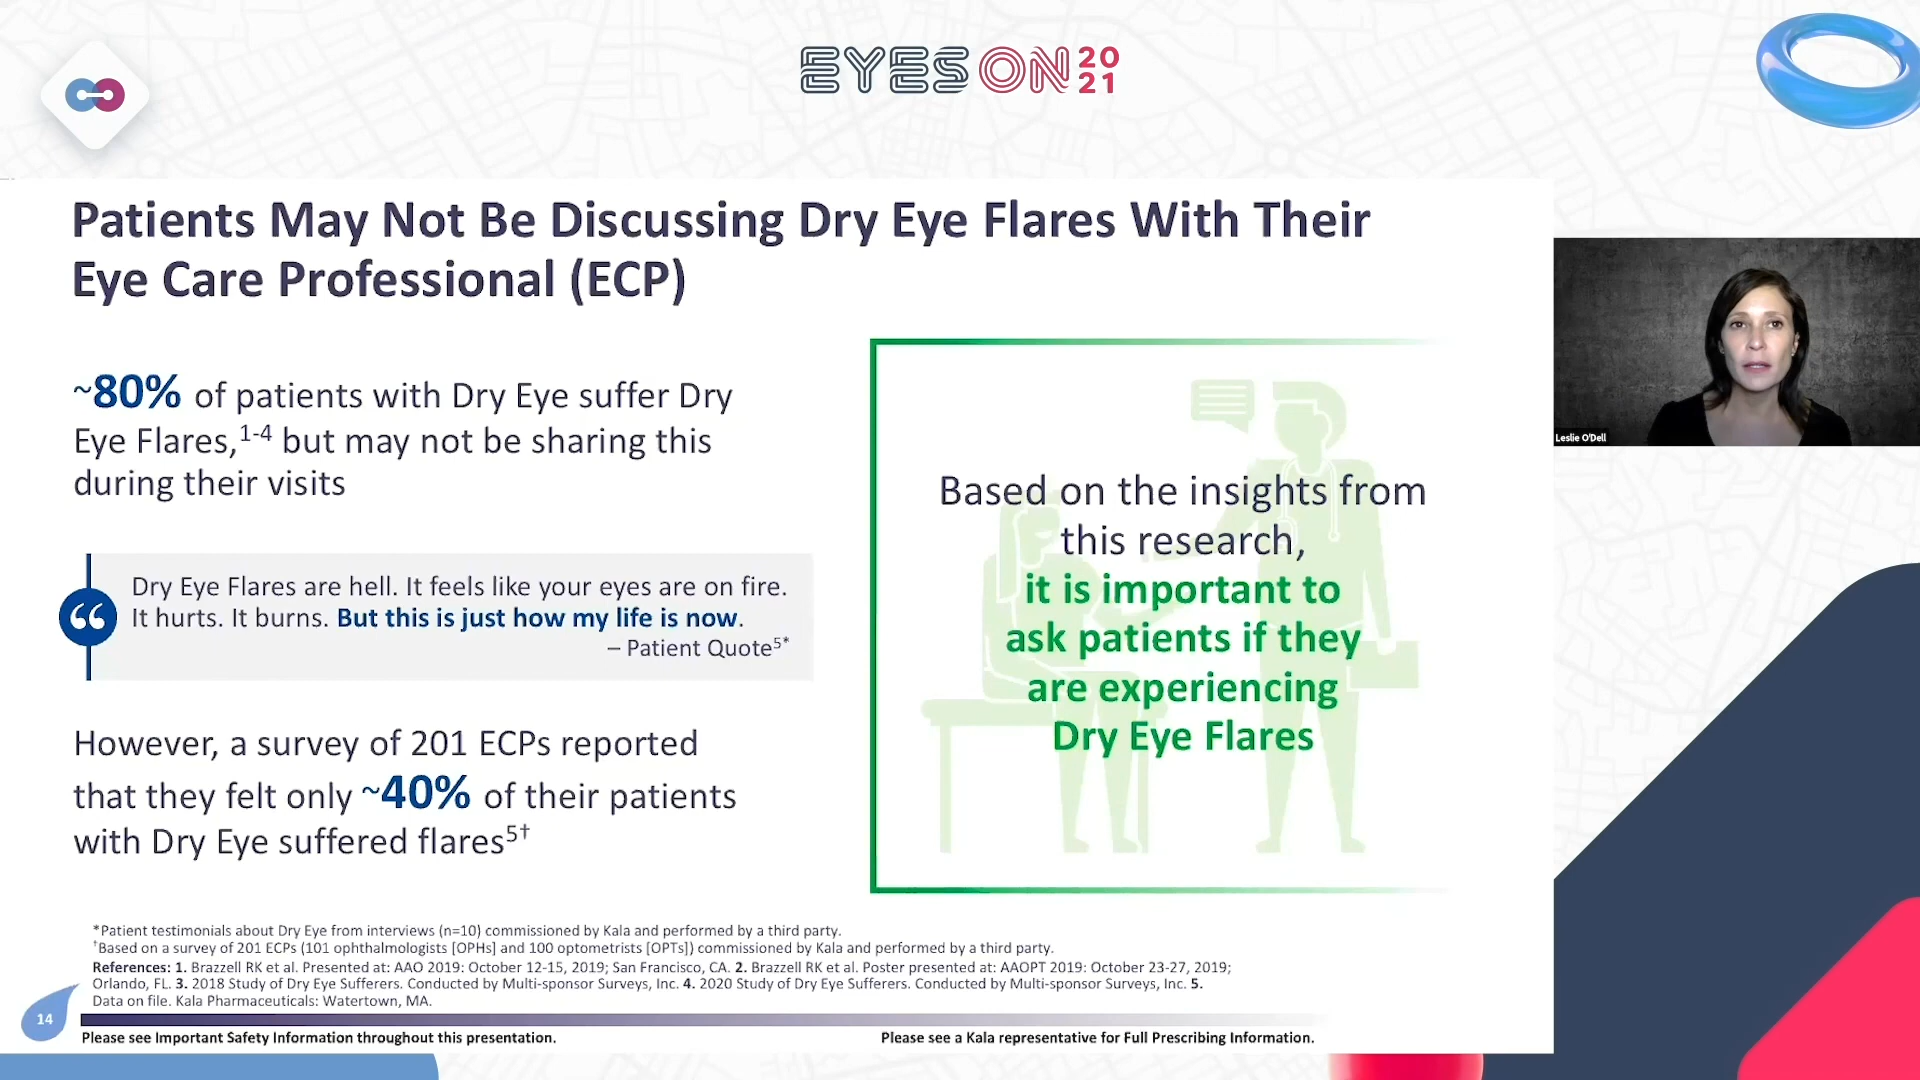 EYES ON 20
21
Patients May Not Be Discussing Dry Eye Flares With Their
Eye Care Professional (ECP)
~80% of patients with Dry Eye suffer Dry
Eye Flares,1-4 but may not be sharing this
during their visits
Dry Eye Flares are hell. It feels like your eyes are on fire.
It hurts. It burns. But this is just how my life is now.
– Patient Quote5*
However, a survey of 201 ECPs reported
that they felt only ~40% of their patients
with Dry Eye suffered flares5†
Based on the insights from
this research,
it is important to
ask patients if they
are experiencing
Dry Eye Flares
Leslie O'Dell
*Patient testimonials about Dry Eye from interviews (n=10) commissioned by Kala and performed by a third party.
†Based on a survey of 201 ECPs (101 ophthalmologists [OPHs] and 100 optometrists [OPTs]) commissioned by Kala and performed by a third party.
References: 1. Brazzell RK et al. Presented at: AAO 2019: October 12-15, 2019; San Francisco, CA. 2. Brazzell RK et al. Poster presented at: AAOPT 2019: October 23-27, 2019;
Orlando, FL. 3. 2018 Study of Dry Eye Sufferers. Conducted by Multi-sponsor Surveys, Inc. 4. 2020 Study of Dry Eye Sufferers. Conducted by Multi-sponsor Surveys, Inc. 5.
Data on file. Kala Pharmaceuticals: Watertown, MA.
14
Please see Important Safety Information throughout this presentation.
Please see a Kala representative for Full Prescribing Information.